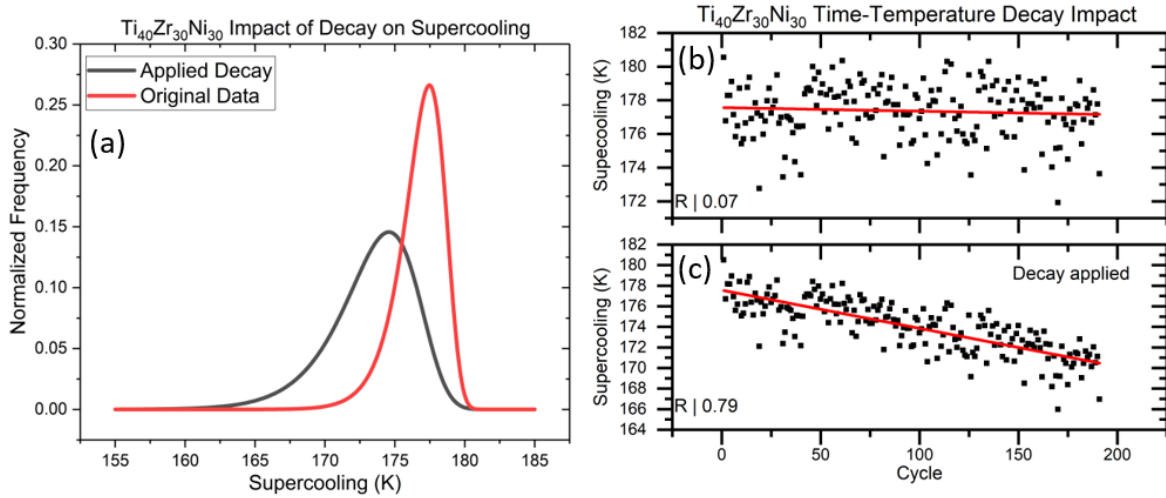 Ti40Zr30Ni30 Impact of Decay on Supercooling
0.30
0.25
0.20
0.15
0.10
0.05
0.00
Normalized Frequency
Applied Decay
Original Data
(a)
155 160 165 170 175 180 185
Supercooling (K)
Ti40Zr30Ni30 Time-Temperature Decay Impact
182
180
178
176
174
172
Supecooling (K)
(b)
R | 0.07
182
180
178
176
174
172
170
168
166
164
Supercooling (K)
(c)
Decay applied
R | 0.79
0 50 100 150 200
Cycle